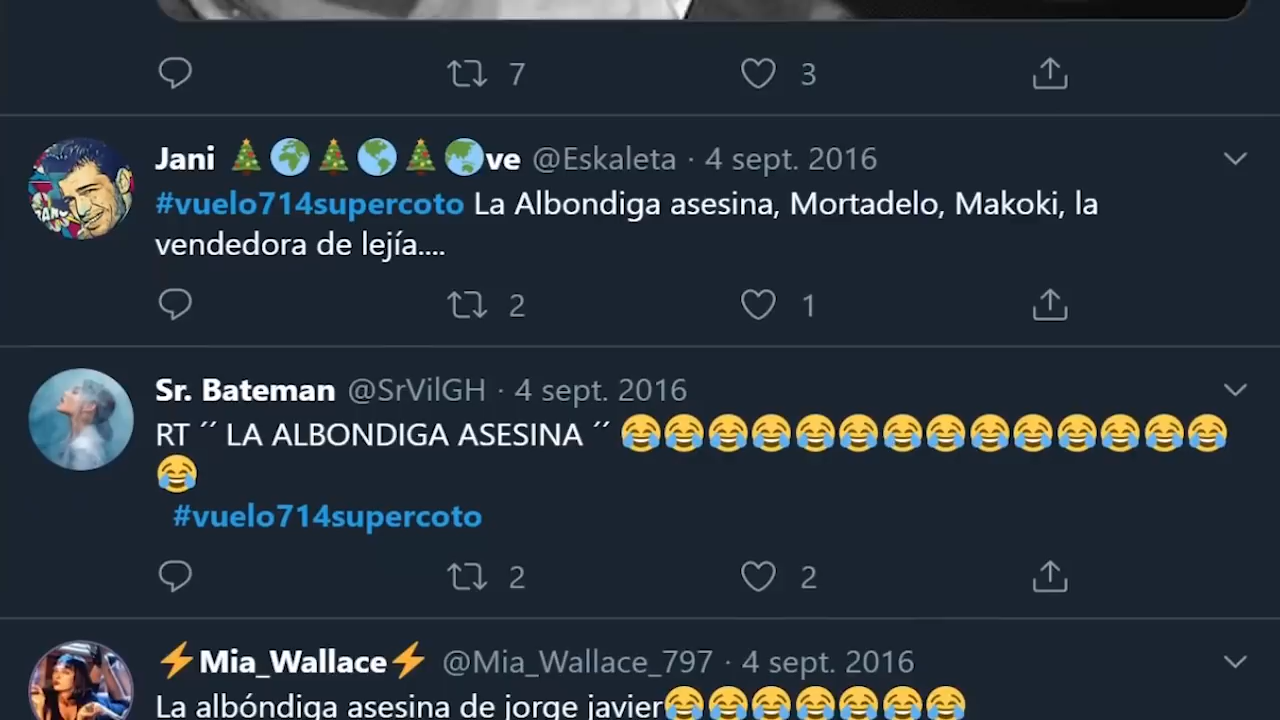 7 3
Jani 🎄🌍🎄🌎🎄🌏ve @Eskaleta · 4 sept. 2016
#vuelo714supercoto La Albondiga asesina, Mortadelo, Makoki, la
vendedora de lejía....
2 1
Sr. Bateman @SrVilGH · 4 sept. 2016
RT ´´ LA ALBONDIGA ASESINA ´´ 😂😂😂😂😂😂😂😂😂😂😂😂😂😂
😂
#vuelo714supercoto
2 2
⚡Mia_Wallace⚡ @Mia_Wallace_797 · 4 sept. 2016
La albóndiga asesina de jorge javier😂😂😂😂😂😂😂